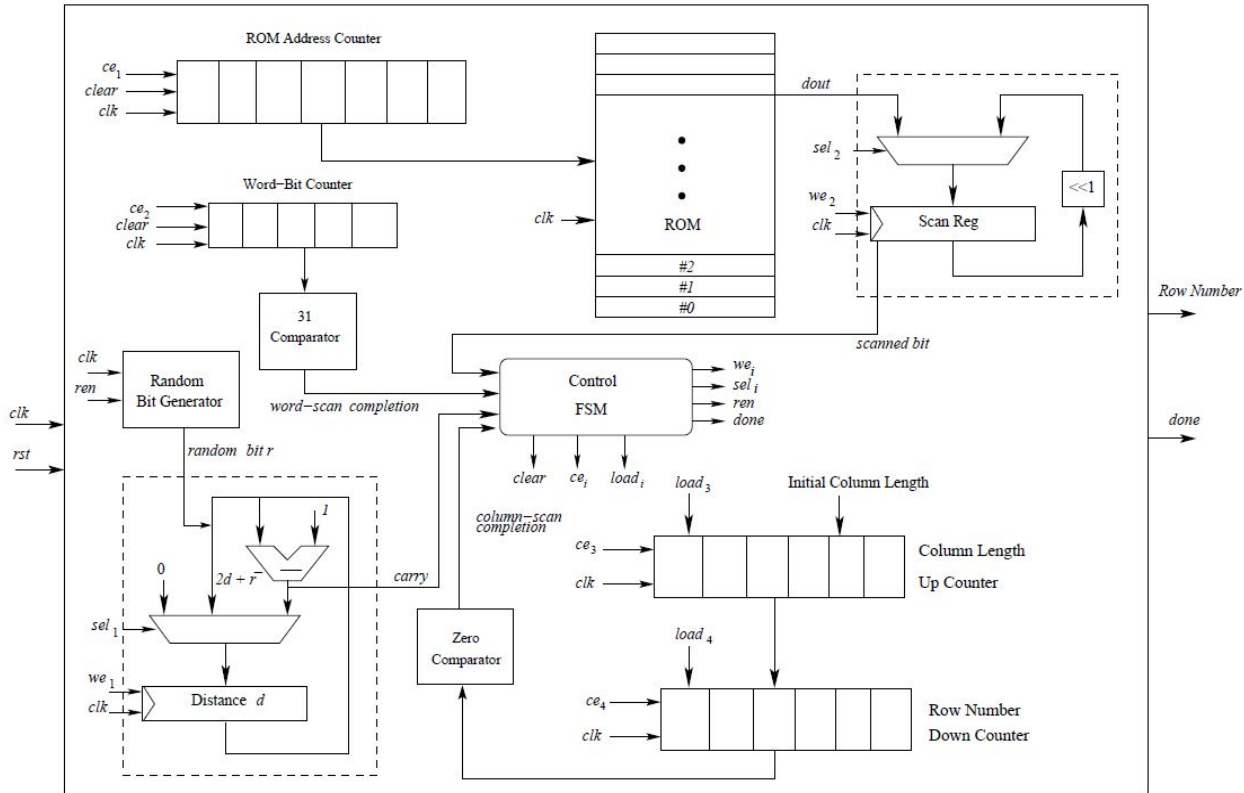 ROM Address Counter
ce1
clear
clk
dout
sel2
<<1
we2
clk
Scan Reg
Word−Bit Counter
ce2
clear
clk
clk
ROM
#2
#1
#0
31
Comparator
scanned bit
Row Number
clk
ren
Random
Bit Generator
word−scan completion
Control
FSM
wei
seli
ren
done
clk
rst
done
random bit r
clear
cei
loadi
column−scan
completion
load3
Initial Column Length
1
0
2d + r
carry
ce3
clk
Column Length
Up Counter
sel1
Zero
Comparator
load4
we1
clk
Distance d
ce4
clk
Row Number
Down Counter